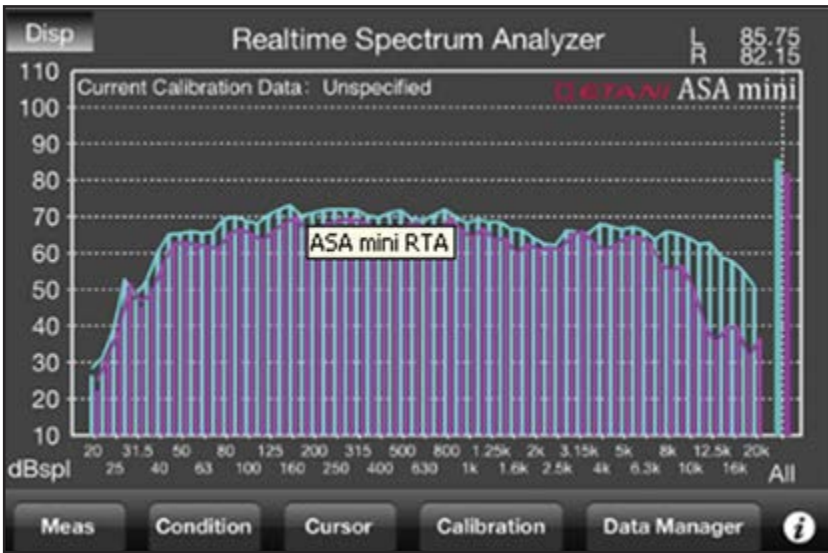 Disp
Realtime Spectrum Analyzer
L 85.75
R 82.15
Current Calibration Data: Unspecified
ETANI ASA mini
110
100
90
80
70
60
50
40
30
20
10
ASA mini RTA
20 31.5 50 80 125 200 315 500 800 1.25k 2k 3.15k 5k 8k 12.5k 20k
dBspl 25 40 63 100 160 250 400 630 1k 1.6k 2.5k 4k 6.3k 10k 16k All
Meas Condition Cursor Calibration Data Manager i